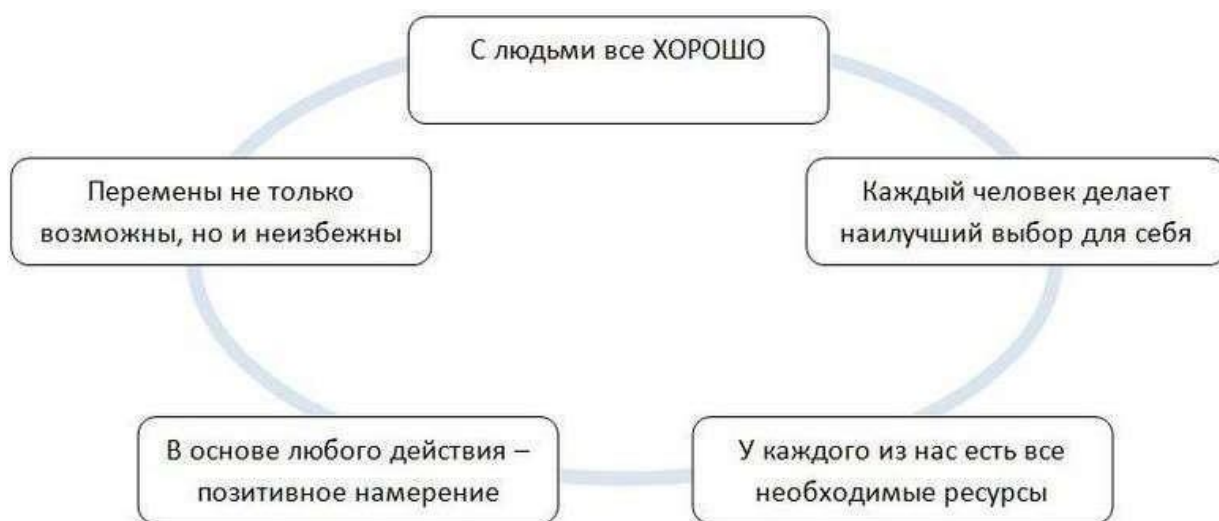 С людьми все ХОРОШО
Каждый человек делает
наилучший выбор для себя
У каждого из нас есть все
необходимые ресурсы
В основе любого действия –
позитивное намерение
Перемены не только
возможны, но и неизбежны